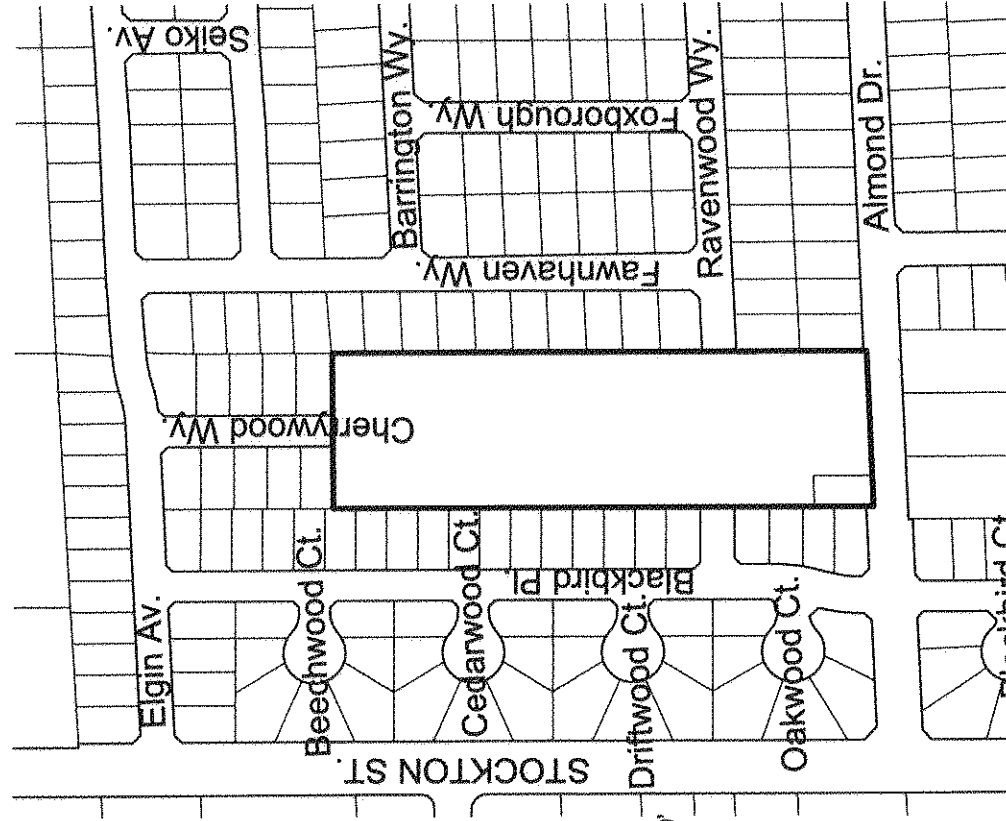 Seiko Av.
Barrington Wy.
Foxborough Wy.
Ravenwood Wy.
Almond Dr.
Fawnhaven Wy.
Cherrywood Wy.
Beechwood Ct.
Cedarwood Ct.
Blackbird Pl.
Driftwood Ct.
Oakwood Ct.
Elgin Av.
STOCKTON ST.